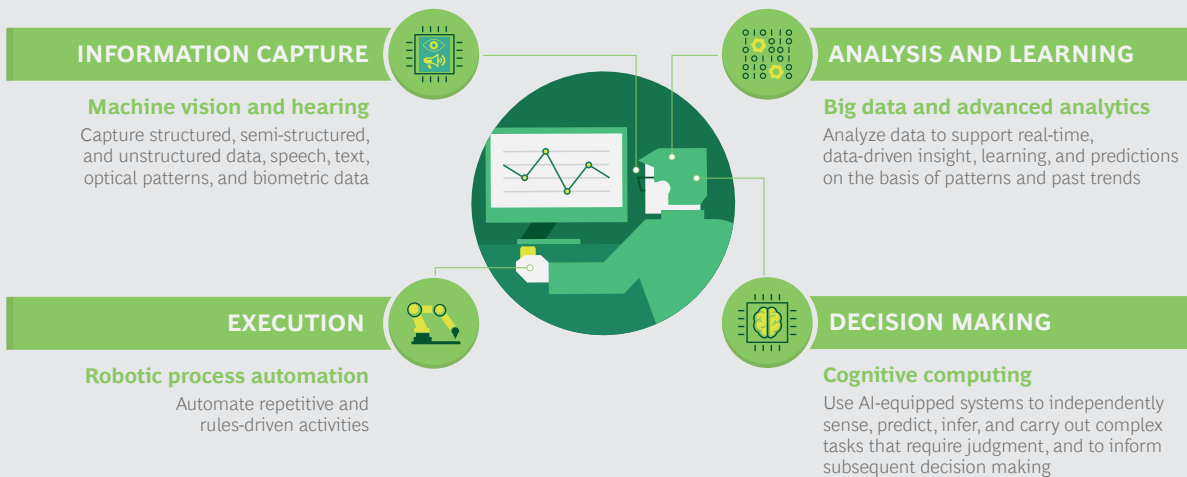 INFORMATION CAPTURE
Machine vision and hearing
Capture structured, semi-structured,
and unstructured data, speech, text,
optical patterns, and biometric data
ANALYSIS AND LEARNING
Big data and advanced analytics
Analyze data to support real-time,
data-driven insight, learning, and predictions
on the basis of patterns and past trends
EXECUTION
Robotic process automation
Automate repetitive and
rules-driven activities
DECISION MAKING
Cognitive computing
Use AI-equipped systems to independently
sense, predict, infer, and carry out complex
tasks that require judgment, and to inform
subsequent decision making